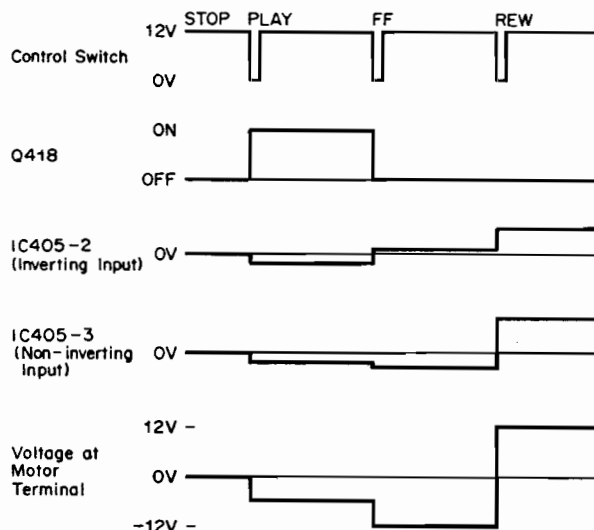 STOP PLAY FF REW
12V
Control Switch
0V
ON
Q418
OFF
IC405-2
(Inverting Input)
0V
IC405-3
(Non-inverting
Input)
0V
12V
Voltage at
Motor
Terminal
0V
-12V